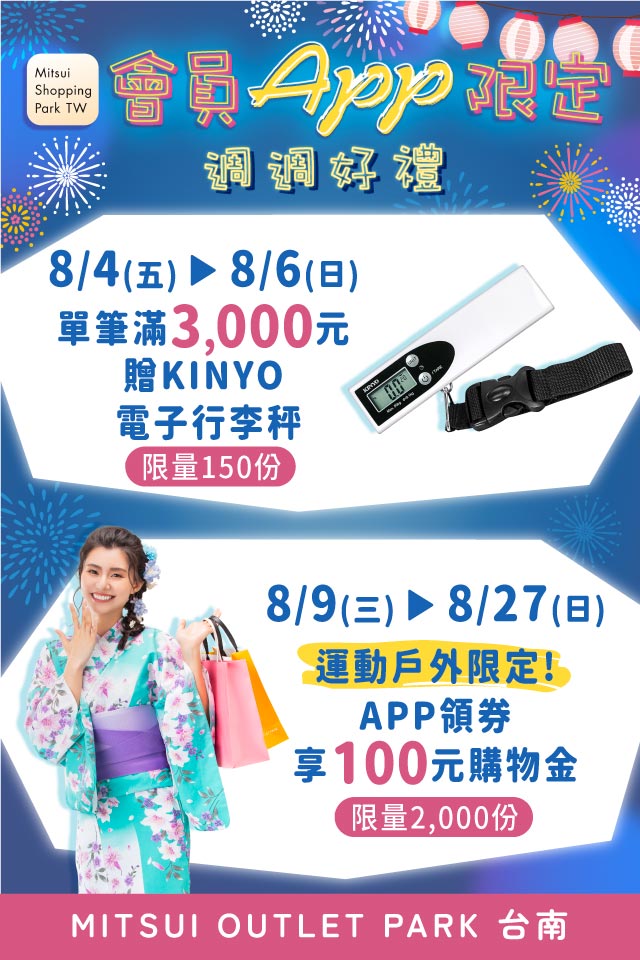 Mitsui
Shopping
Park TW
會員App限定
週週好禮
8/4(五)▶8/6(日)
單筆滿3,000元
贈KINYO
電子行李秤
限量150份
KINYO
0.0
8/9(三)▶8/27(日)
運動戶外限定!
APP領券
享100元購物金
限量2,000份
MITSUI OUTLET PARK 台南